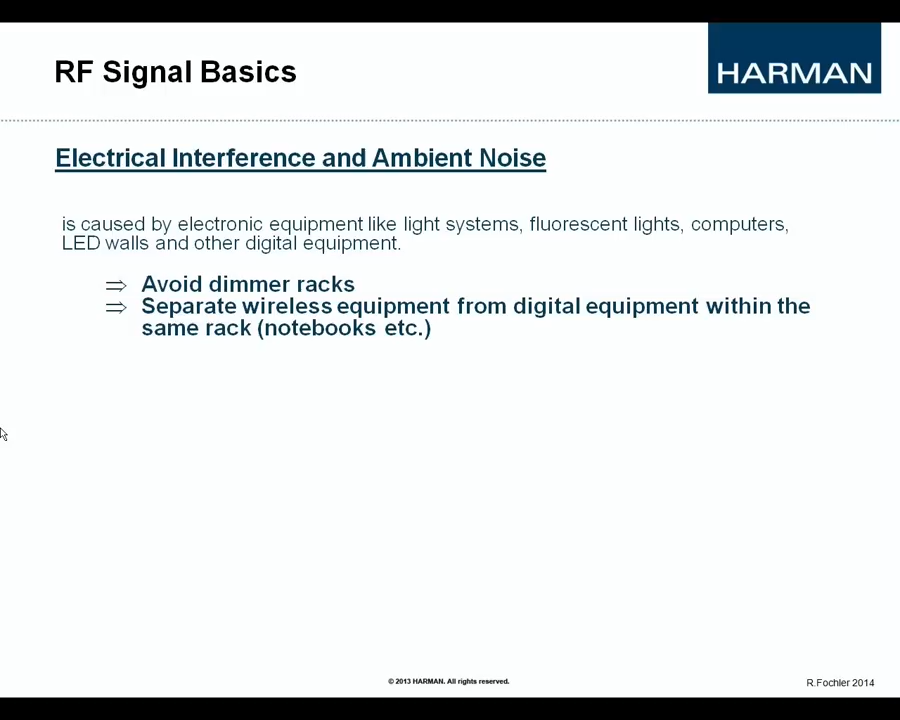 RF Signal Basics
HARMAN
Electrical Interference and Ambient Noise
is caused by electronic equipment like light systems, fluorescent lights, computers,
LED walls and other digital equipment.
⇒ Avoid dimmer racks
⇒ Separate wireless equipment from digital equipment within the
same rack (notebooks etc.)
© 2013 HARMAN. All rights reserved.
R.Fochler 2014